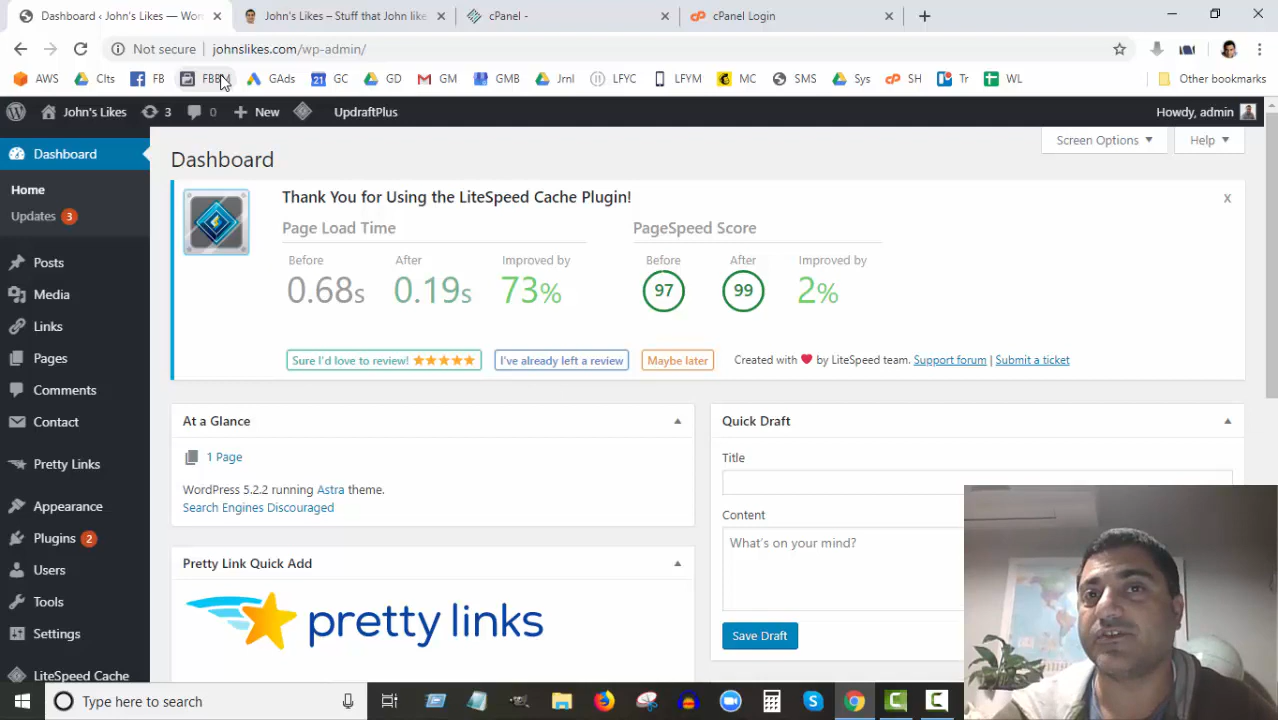 Dashboard ‹ John's Likes — Wor
John's Likes – Stuff that John like
cPanel -
cPanel Login
Not secure
johnslikes.com/wp-admin/
AWS
Clts
FB
GAds
GC
GD
GM
GMB
Jrnl
LFYC
LFYM
MC
SMS
Sys
SH
Tr
WL
Other bookmarks
John's Likes
3
0
New
UpdraftPlus
Howdy, admin
Dashboard
Home
Updates 3
Posts
Media
Links
Pages
Comments
Contact
Pretty Links
Appearance
Plugins 2
Users
Tools
Settings
LiteSpeed Cache
Screen Options
Help
Dashboard
Thank You for Using the LiteSpeed Cache Plugin!
x
Page Load Time
PageSpeed Score
Before
After
Improved by
Before
After
Improved by
0.68s
0.19s
73%
97
99
2%
Sure I'd love to review!
I've already left a review
Maybe later
Created with ❤ by LiteSpeed team. Support forum | Submit a ticket
At a Glance
1 Page
WordPress 5.2.2 running Astra theme.
Search Engines Discouraged
Pretty Link Quick Add
pretty links
Quick Draft
Title
Content
What's on your mind?
Save Draft
Type here to search